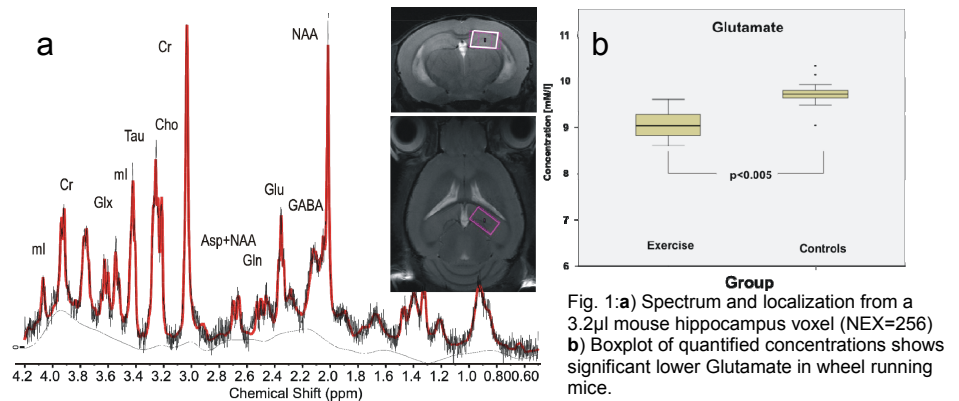 a
Cr
NAA
Tau
Cho
mI
Cr
Glx
Glu
GABA
mI
Asp+NAA
Gln
0
4.2 4.0 3.8 3.6 3.4 3.2 3.0 2.8 2.6 2.4 2.2 2.0 1.8 1.6 1.4 1.2 1.0 0.80 0.60
Chemical Shift (ppm)
b
Glutamate
Concentration [mM/l]
11
10
9
8
7
6
p<0.005
Exercise
Controls
Group
Fig. 1:a) Spectrum and localization from a
3.2µl mouse hippocampus voxel (NEX=256)
b) Boxplot of quantified concentrations shows
significant lower Glutamate in wheel running
mice.